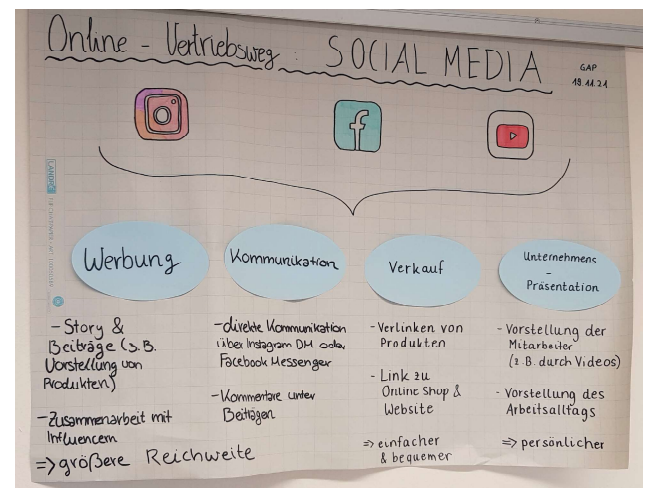 Online - Vertriebsweg : SOCIAL MEDIA
GAP
19.11.21
LANDRÉ
Werbung
Kommunikation
Verkauf
Unternehmens
-
Präsentation
- Story &
Beiträge (z.B.
Vorstellung von
Produkten)
- Zusammenarbeit mit
Influencern
=> größere Reichweite
- direkte Kommunikation
über Instagram DM oder
Facebook Messenger
- Kommentare unter
Beiträgen
- Verlinken von
Produkten
- Link zu
Online Shop &
Website
=> einfacher
& bequemer
- Vorstellung der
Mitarbeiter
(z.B. durch Videos)
- Vorstellung des
Arbeitsalltags
=> persönlicher